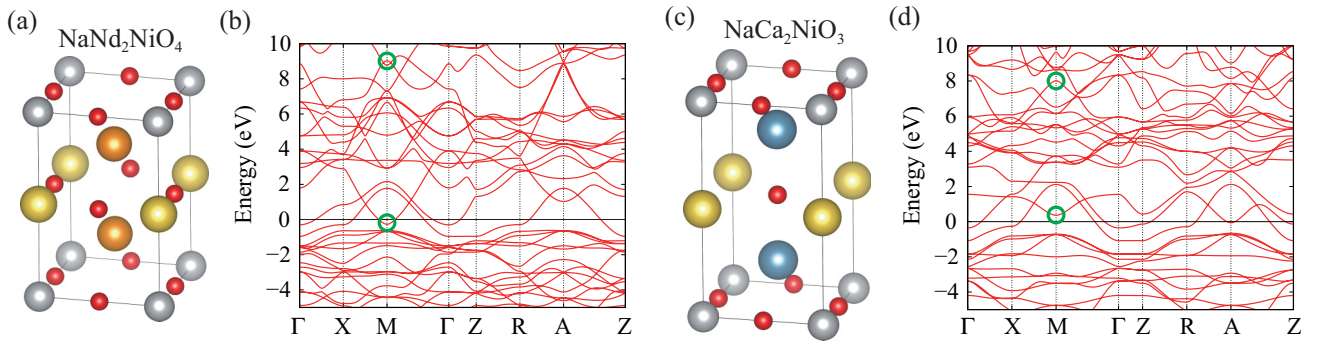 (a)
NaNd₂NiO₄
(b)
Energy (eV)
10
8
6
4
2
0
−2
−4
Γ X M Γ Z R A Z
(c)
NaCa₂NiO₃
(d)
Energy (eV)
10
8
6
4
2
0
−2
−4
Γ X M Γ Z R A Z